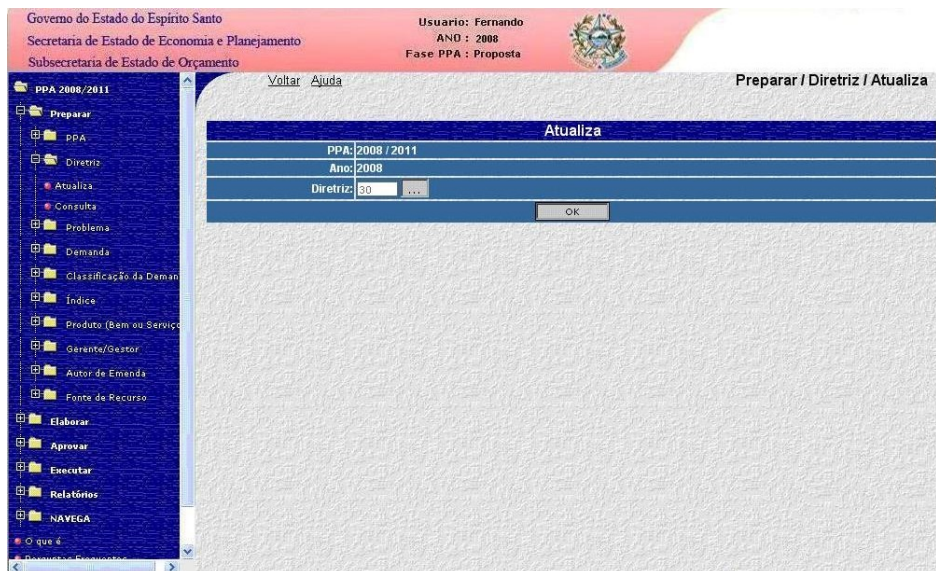 Governo do Estado do Espírito Santo
Secretaria de Estado de Economia e Planejamento
Subsecretaria de Estado de Orçamento
Usuario: Fernando
ANO : 2008
Fase PPA : Proposta
Voltar Ajuda
Preparar / Diretriz / Atualiza
PPA 2008/2011
Preparar
PPA
Diretriz
Atualiza
Consulta
Problema
Demanda
Classificação da Deman
Índice
Produto (Bem ou Serviço
Gerente/Gestor
Autor de Emenda
Fonte de Recurso
Elaborar
Aprovar
Executar
Relatórios
NAVEGA
O que é
Perguntas Frequentes
Atualiza
PPA: 2008 / 2011
Ano: 2008
Diretriz: 30 ...
OK